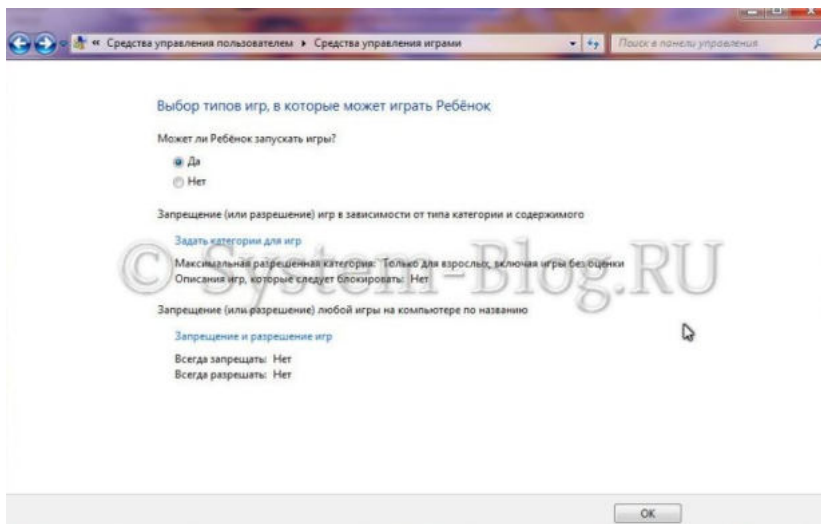 « Средства управления пользователем ▸ Средства управления играми
Поиск в панели управления
Выбор типов игр, в которые может играть Ребёнок
Может ли Ребёнок запускать игры?
Да
Нет
Запрещение (или разрешение) игр в зависимости от типа категории и содержимого
Задать категории для игр
Максимальная разрешенная категория: Только для взрослых, включая игры без оценки
Описания игр, которые следует блокировать: Нет
© System-Blog.RU
Запрещение (или разрешение) любой игры на компьютере по названию
Запрещение и разрешение игр
Всегда запрещать: Нет
Всегда разрешать: Нет
OK